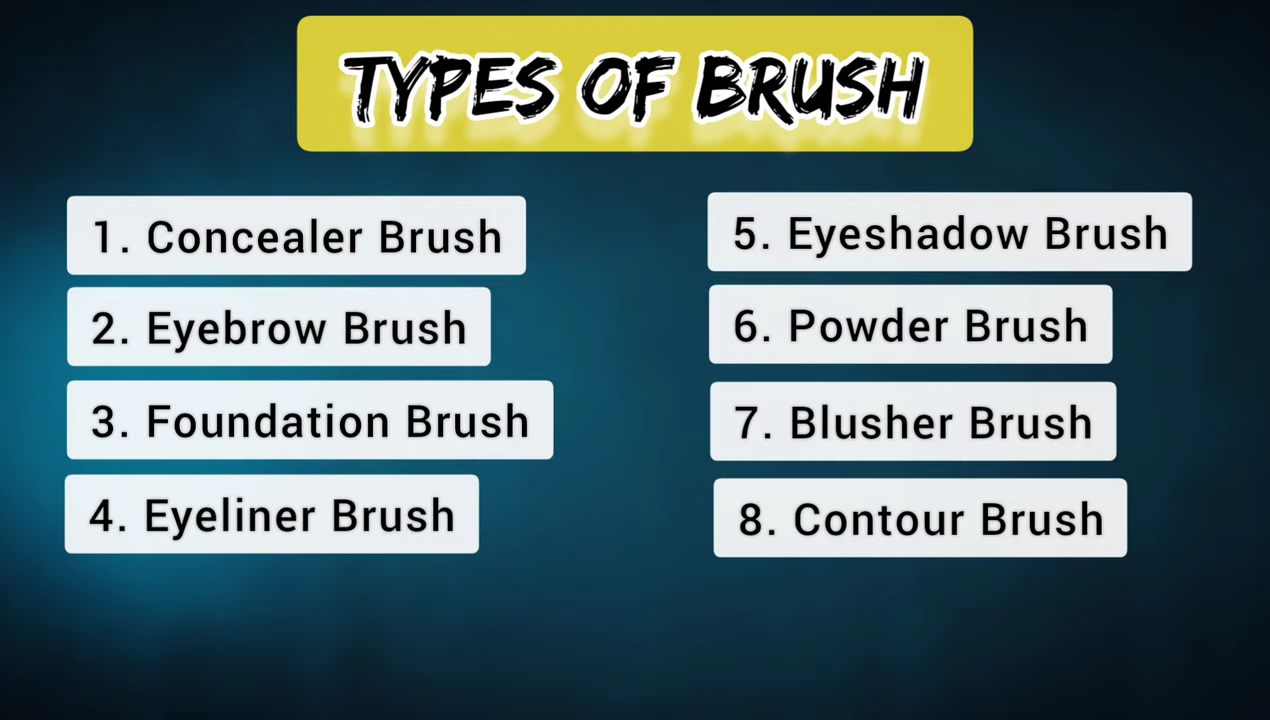 TYPES OF BRUSH
1. Concealer Brush
2. Eyebrow Brush
3. Foundation Brush
4. Eyeliner Brush
5. Eyeshadow Brush
6. Powder Brush
7. Blusher Brush
8. Contour Brush